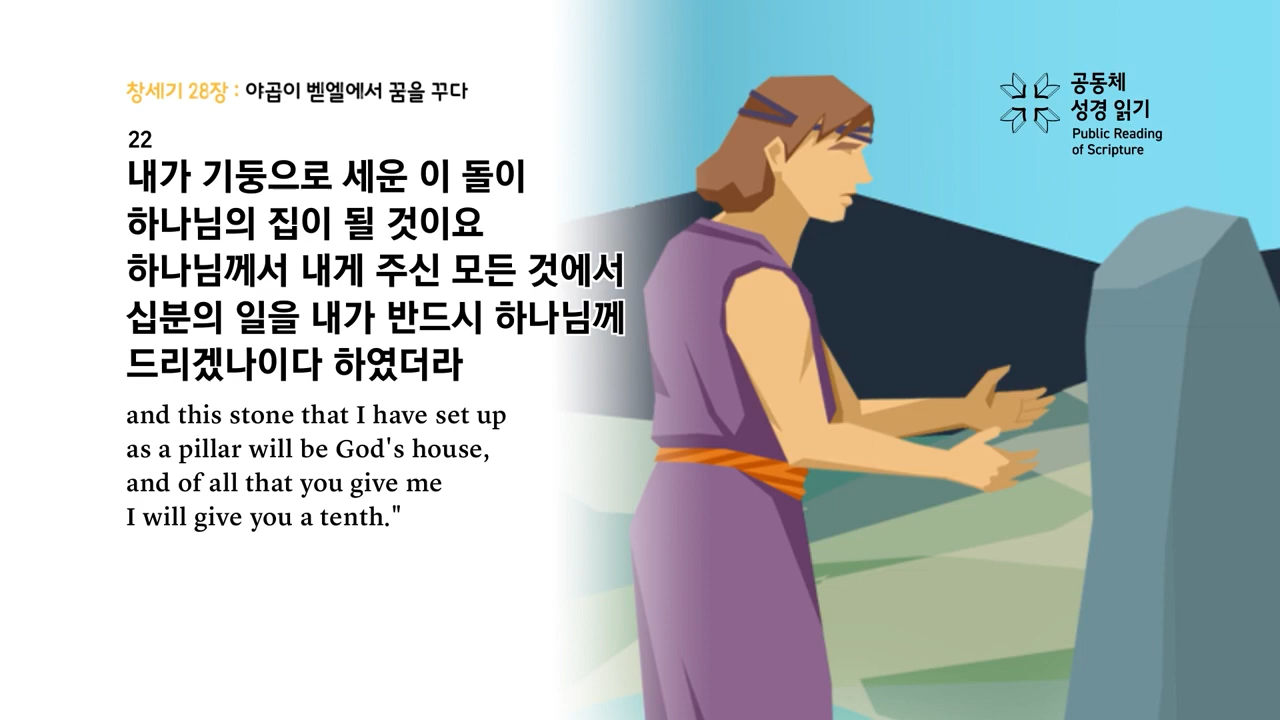 창세기 28장 : 야곱이 벧엘에서 꿈을 꾸다
22
내가 기둥으로 세운 이 돌이
하나님의 집이 될 것이요
하나님께서 내게 주신 모든 것에서
십분의 일을 내가 반드시 하나님께
드리겠나이다 하였더라
and this stone that I have set up
as a pillar will be God's house,
and of all that you give me
I will give you a tenth."
공동체
성경 읽기
Public Reading
of Scripture